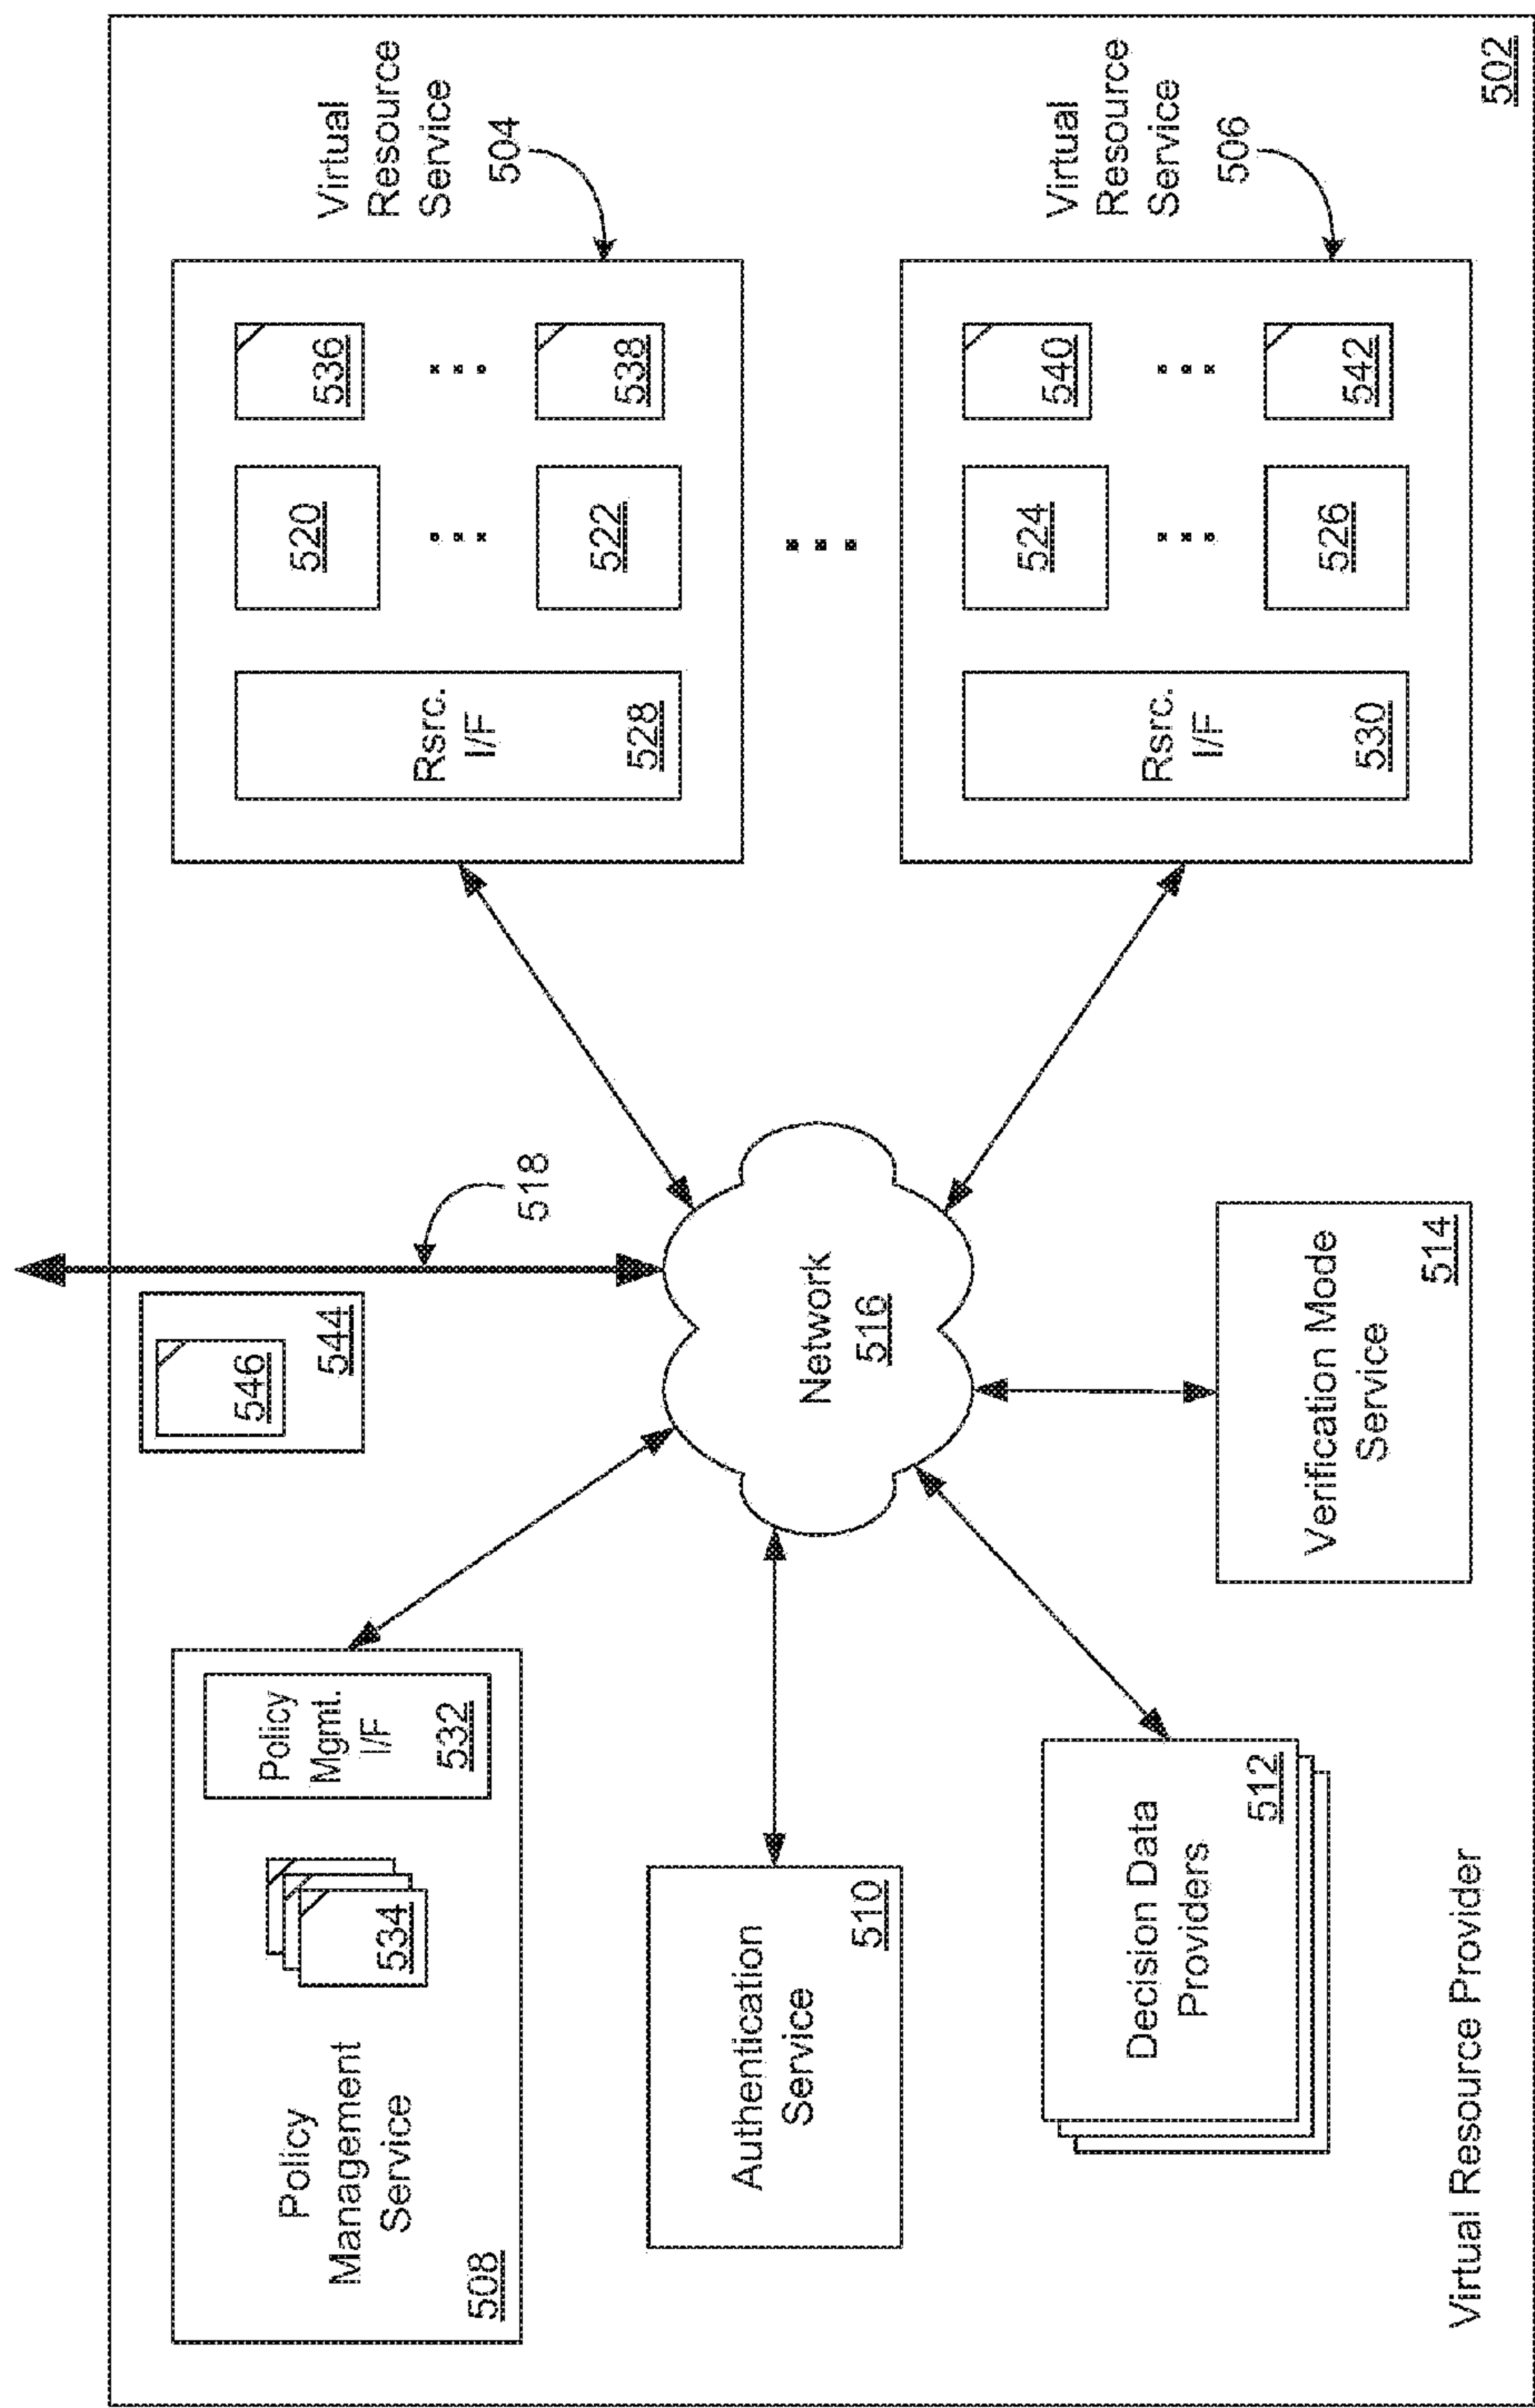 Policy
Management
Service
508
534
Policy
Mgmt.
I/F
532
546
544
518
Rsrc.
I/F
528
520
522
536
538
Virtual
Resource
Service
504
Authentication
Service
510
Network
516
Decision Data
Providers
512
Verification Mode
Service
514
Rsrc.
I/F
530
524
526
540
542
Virtual
Resource
Service
506
Virtual Resource Provider
502